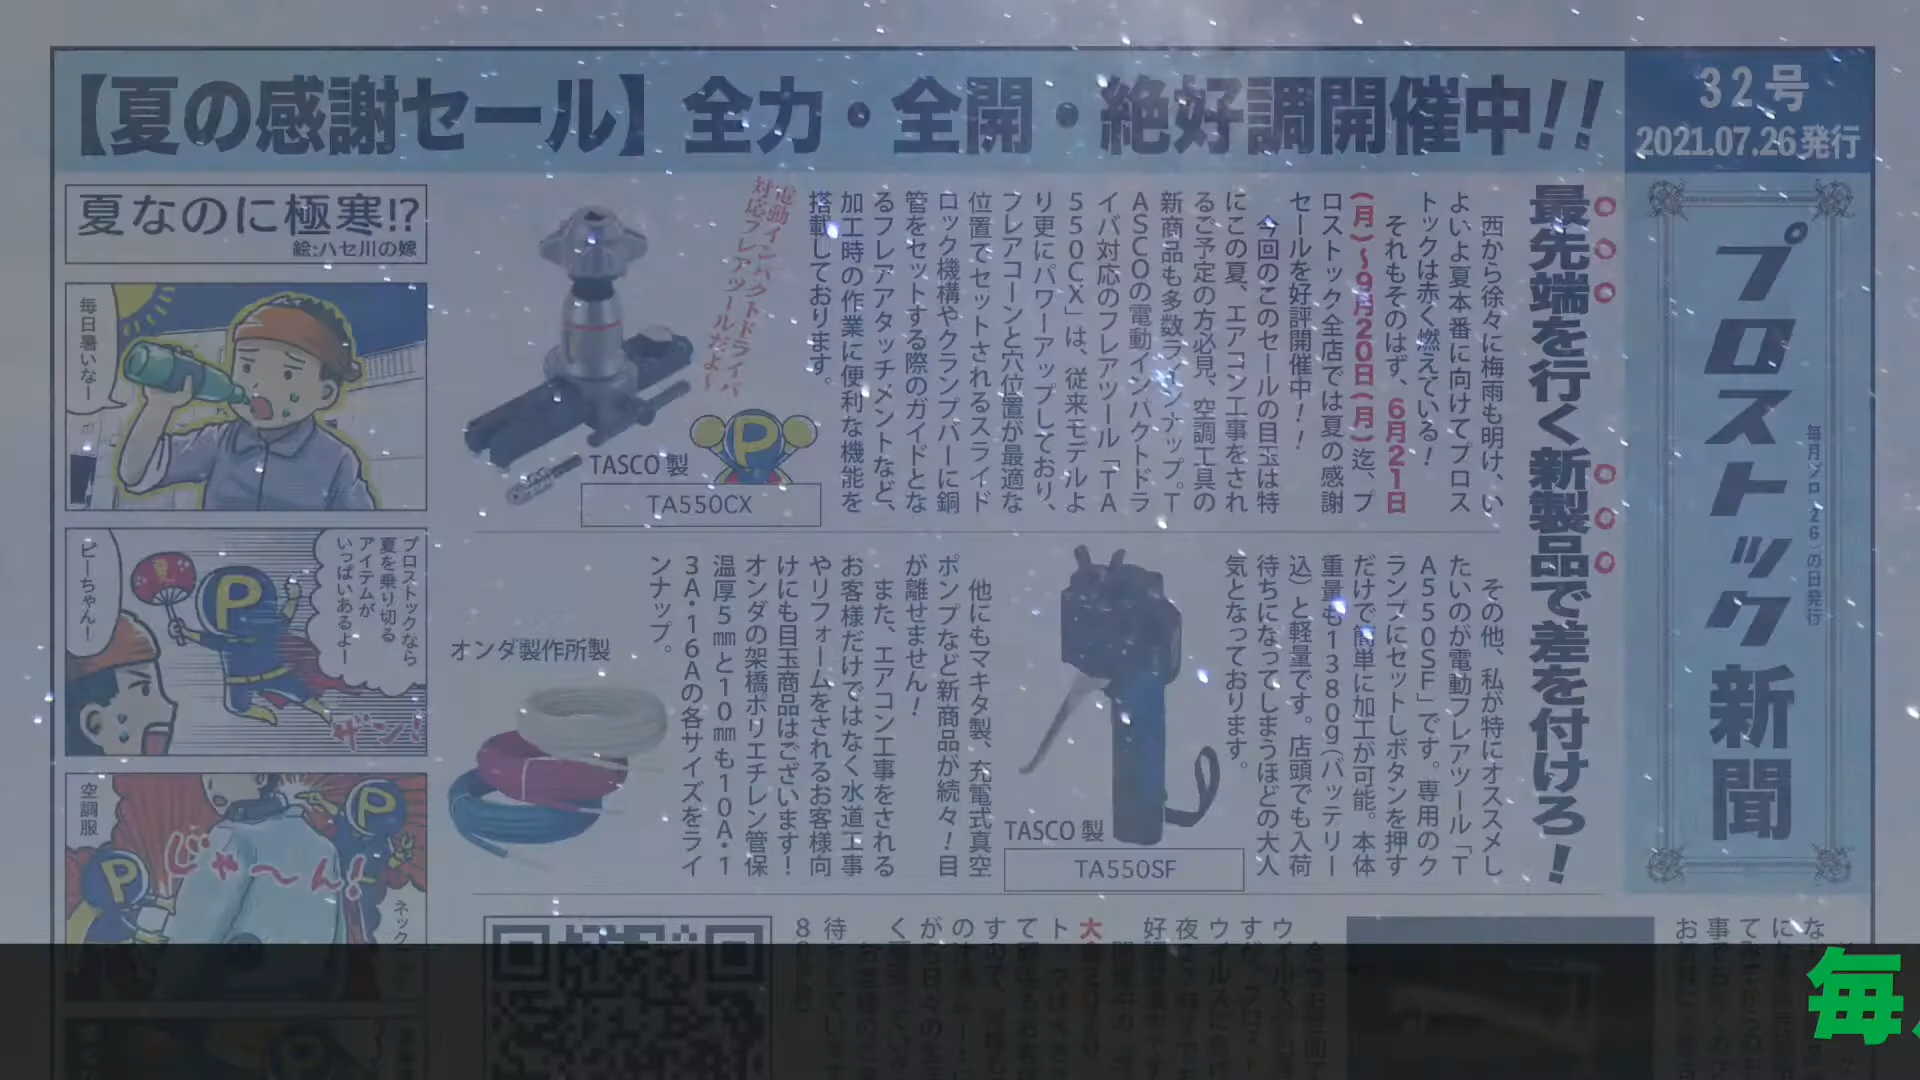 【夏の感謝セール】全力・全開・絶好調開催中!!
32号
2021.07.26発行
プロストック新聞
最先端を行く新製品で差を付けろ!
西から徐々に梅雨も明け、い
よいよ夏本番に向けてプロス
トックは赤く燃えている!
それもそのはず、6月21日
(月)~9月20日(月)迄、プ
ロストック全店では夏の感謝
セールを好評開催中!!
今回のこのセールの目玉は特
にこの夏、エアコン工事をされ
るご予定の方必見、空調工具の
新商品も多数ラインナップ。T
ASCOの電動インパクトドラ
イバ対応のフレアツール「TA
550CX」は、従来モデルよ
り更にパワーアップしており、
フレアコーンと穴位置が最適な
位置でセットされるスライド
ロック機構やクランプバーに銅
管をセットする際のガイドとな
るフレアアタッチメントなど、
加工時の作業に便利な機能を
搭載しております。
電動インパクトドライバ
対応フレアツールだよ~
TASCO 製
TA550CX
その他、私が特にオススメし
たいのが電動フレアツール「T
A550SF」です。専用のク
ランプにセットしボタンを押す
だけで簡単に加工が可能。本体
重量も1380g(バッテリー
込)と軽量です。店頭でも入荷
待ちになってしまうほどの大人
気となっております。
TASCO 製
TA550SF
他にもマキタ製、充電式真空
ポンプなど新商品が続々!目
が離せません!
また、エアコン工事をされる
お客様だけではなく水道工事
やリフォームをされるお客様向
けにも目玉商品はございます!
オンダの架橋ポリエチレン管保
温厚5㎜と10㎜も10A・1
3A・16Aの各サイズをライ
ンナップ。
オンダ製作所製
夏なのに極寒!?
絵:ハセ川の嫁
毎日暑いなー
プロストックなら
夏を乗り切る
アイテムが
いっぱいあるよー
ピーちゃん!
ザン!
空調服
じゃ~ん!
ネック
毎